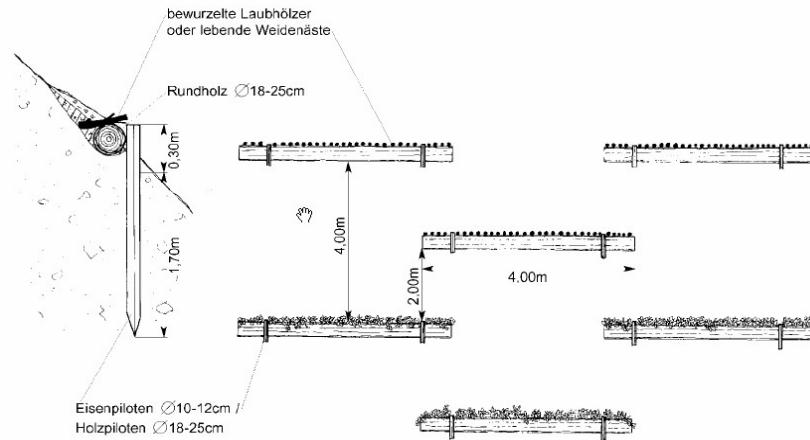 bewurzelte Laubhölzer
oder lebende Weidenäste
Rundholz ∅18-25cm
0,30m
1,70m
4,00m
2,00m
4,00m
Eisenpiloten ∅10-12cm /
Holzpiloten ∅18-25cm